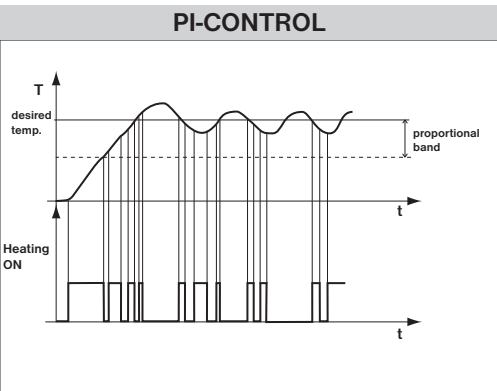 PI-CONTROL
T
desired
temp.
proportional
band
t
Heating
ON
t